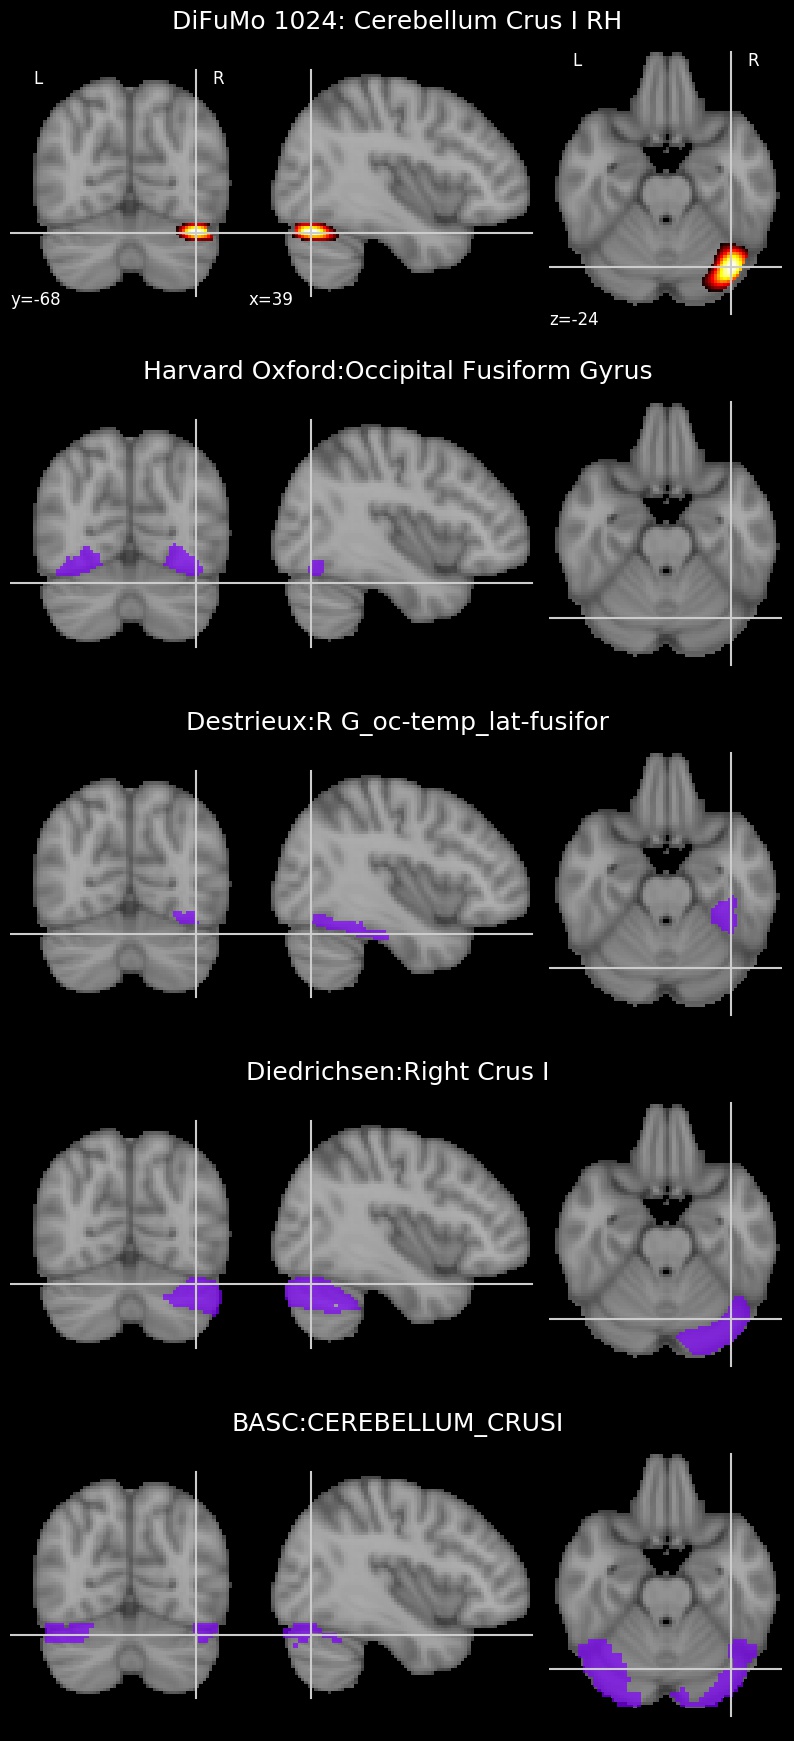 DiFuMo 1024: Cerebellum Crus I RH
L R
L R
y=-68 x=39
z=-24
Harvard Oxford:Occipital Fusiform Gyrus
Destrieux:R G_oc-temp_lat-fusifor
Diedrichsen:Right Crus I
BASC:CEREBELLUM_CRUSI